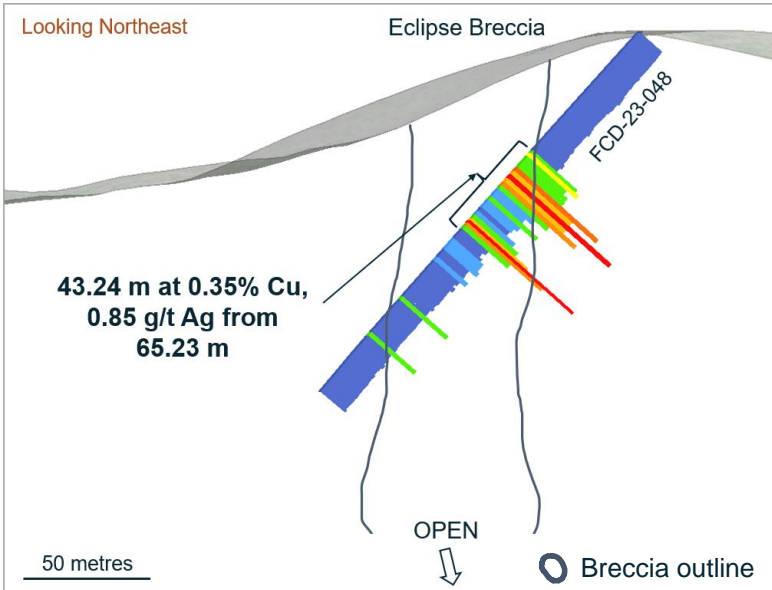 Looking Northeast
Eclipse Breccia
FCD-23-048
43.24 m at 0.35% Cu,
0.85 g/t Ag from
65.23 m
OPEN
50 metres
Breccia outline